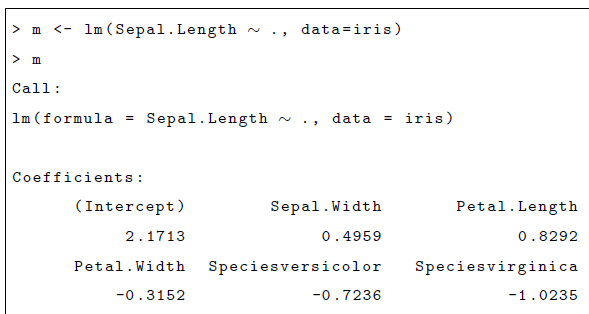 > m <- lm(Sepal.Length ∼ ., data=iris)
> m
Call:
lm(formula = Sepal.Length ∼ ., data = iris)
Coefficients:
(Intercept) Sepal.Width Petal.Length
2.1713 0.4959 0.8292
Petal.Width Speciesversicolor Speciesvirginica
-0.3152 -0.7236 -1.0235